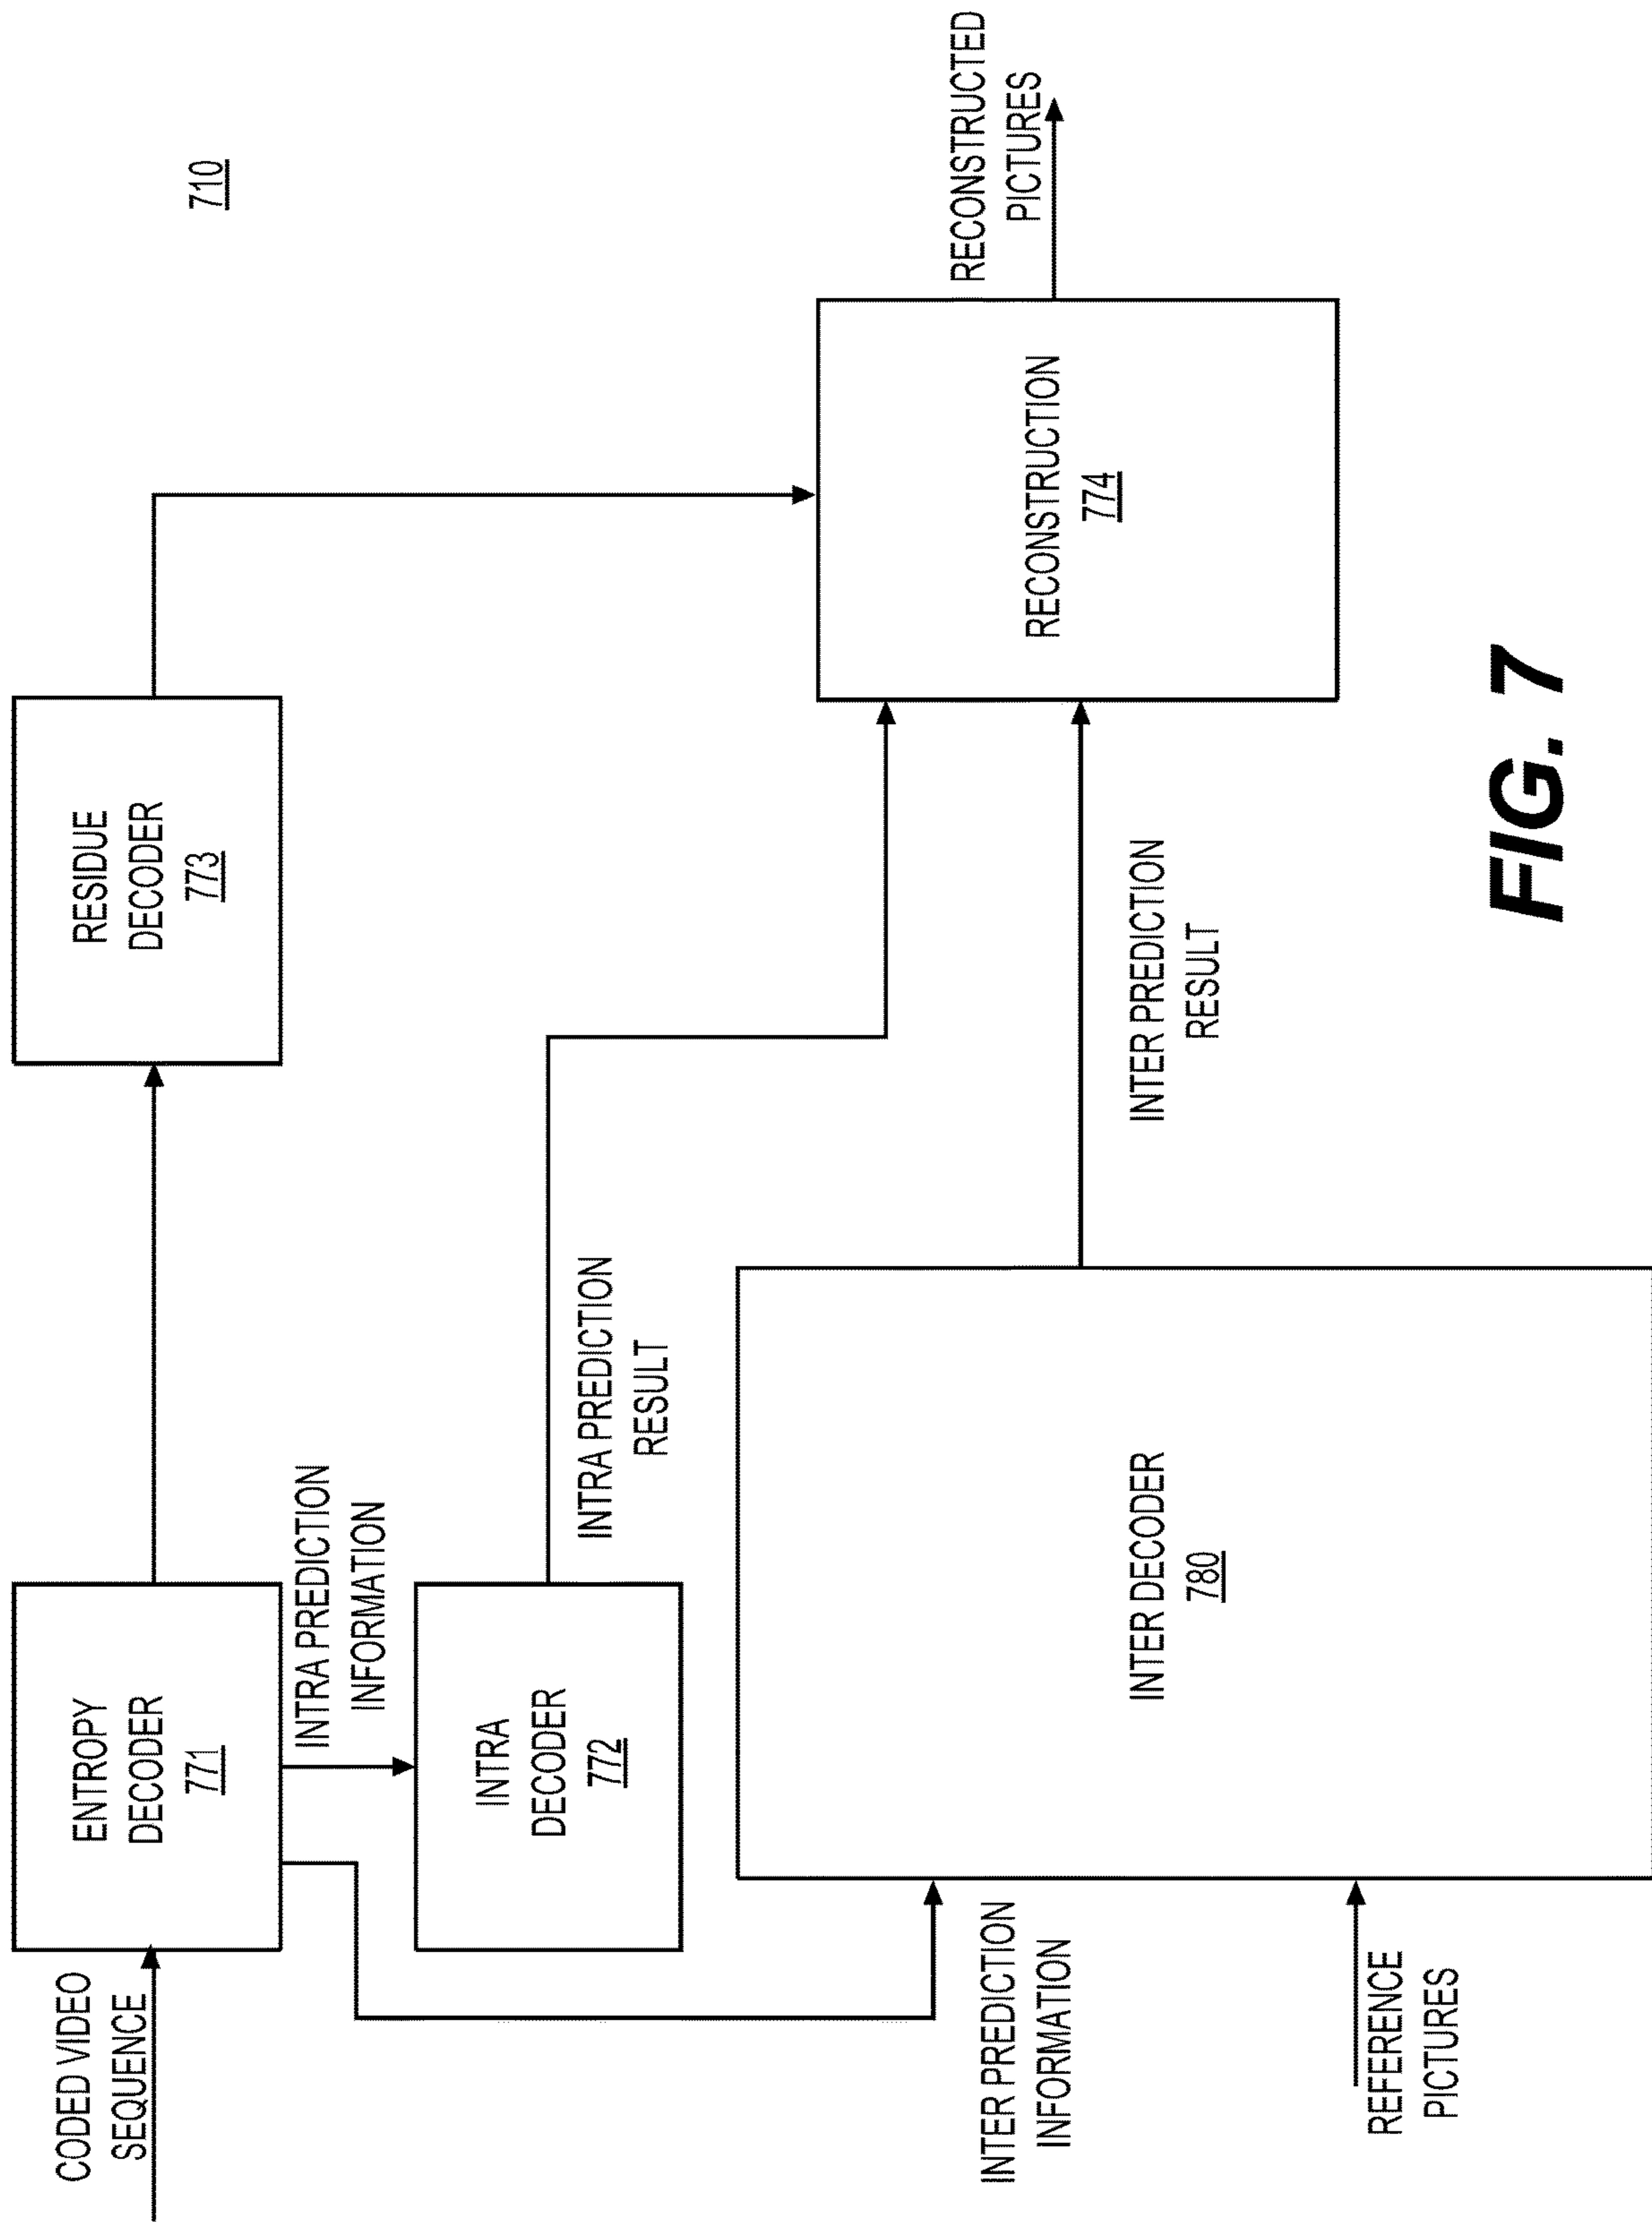 710
CODED VIDEO
SEQUENCE
ENTROPY
DECODER
771
RESIDUE
DECODER
773
INTRA PREDICTION
INFORMATION
INTRA
DECODER
772
INTRA PREDICTION
RESULT
RECONSTRUCTED
PICTURES
RECONSTRUCTION
774
INTER PREDICTION
INFORMATION
INTER DECODER
780
INTER PREDICTION
RESULT
REFERENCE
PICTURES
FIG. 7